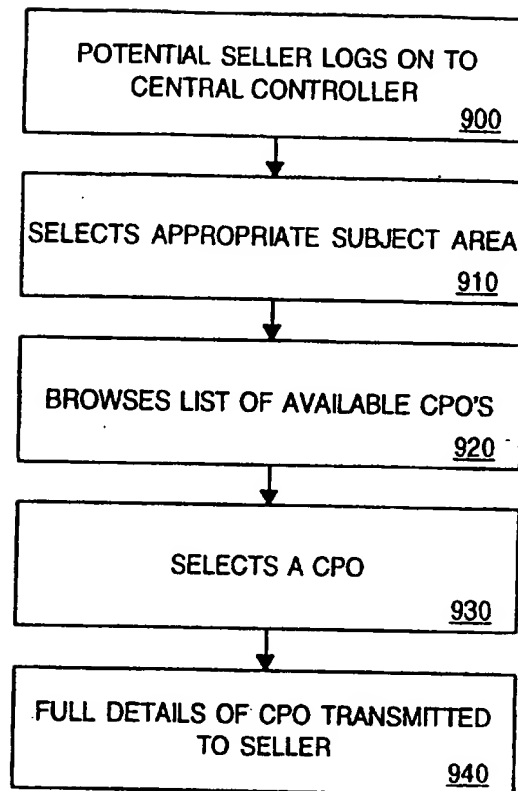 POTENTIAL SELLER LOGS ON TO
CENTRAL CONTROLLER
900
SELECTS APPROPRIATE SUBJECT AREA
910
BROWSES LIST OF AVAILABLE CPO'S
920
SELECTS A CPO
930
FULL DETAILS OF CPO TRANSMITTED
TO SELLER
940